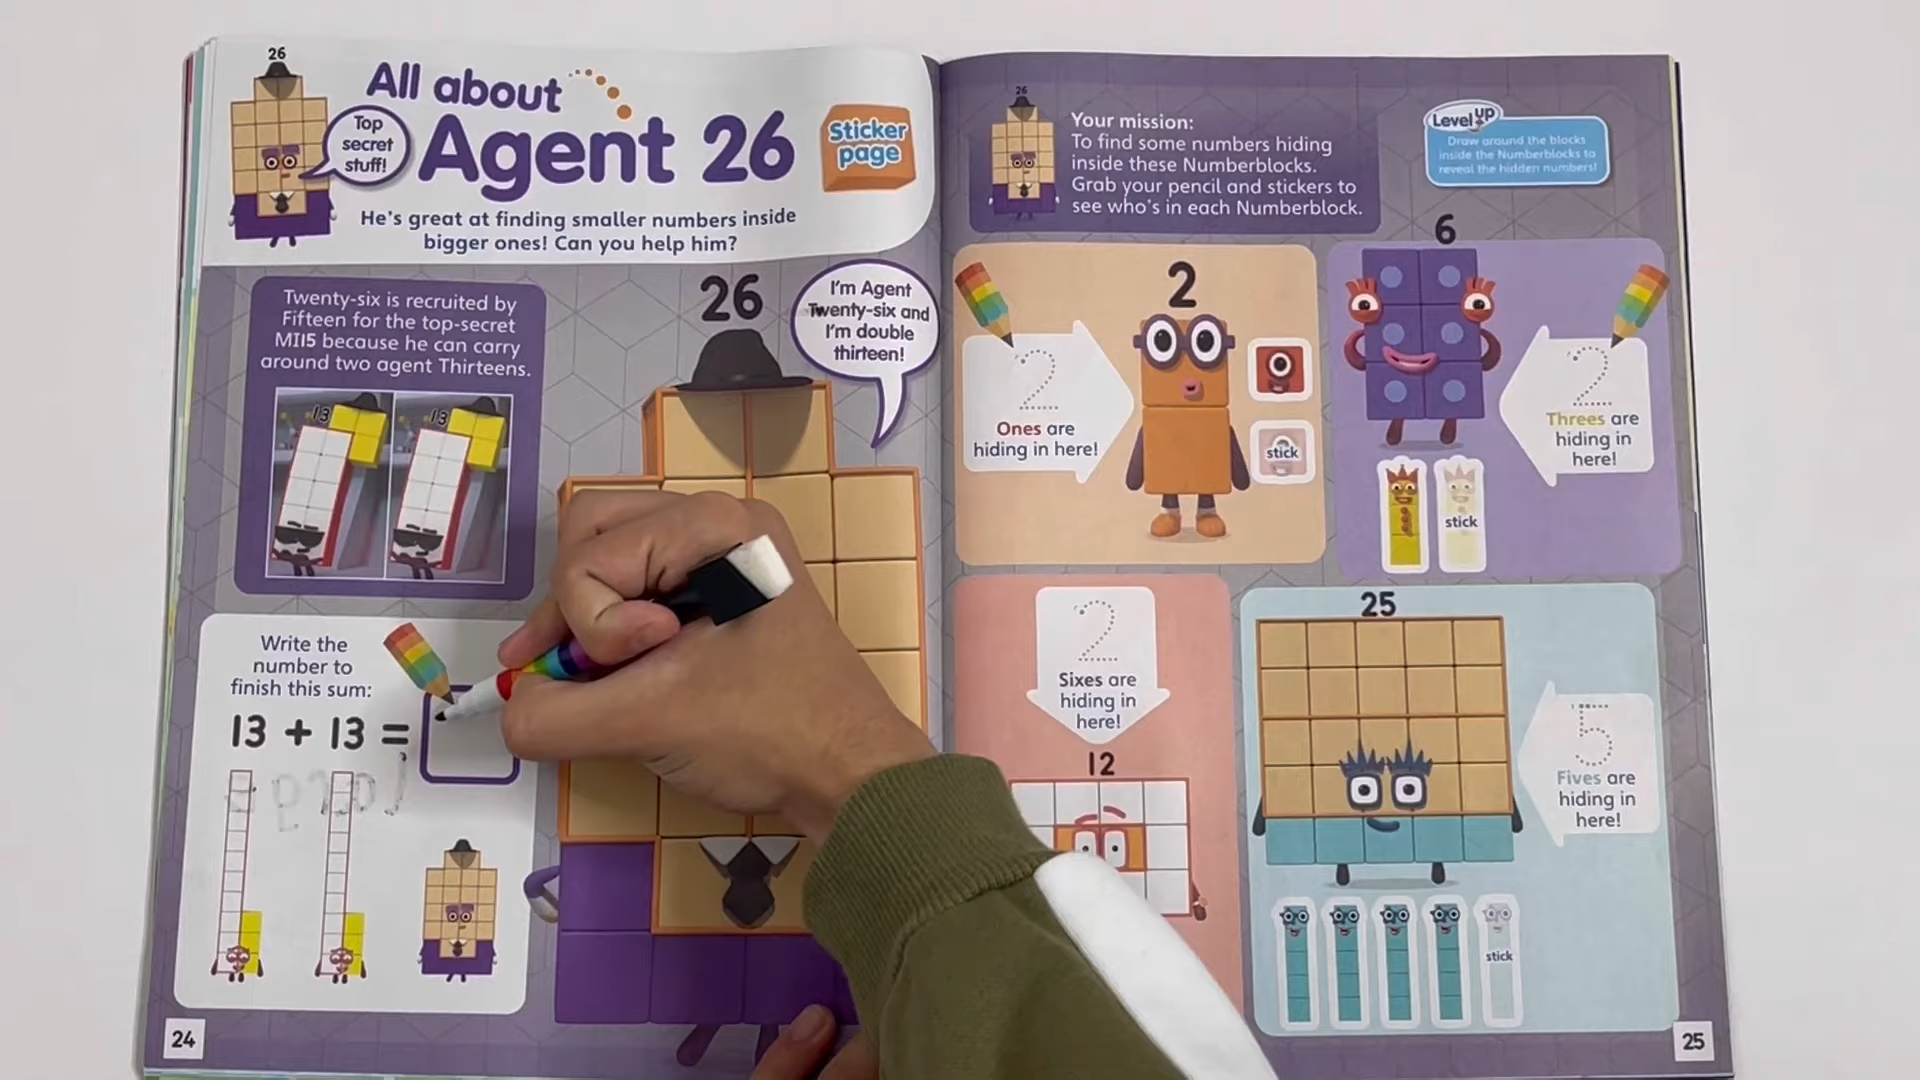 26
All about
Agent 26
Top
secret
stuff!
Sticker
page
He's great at finding smaller numbers inside
bigger ones! Can you help him?
Twenty-six is recruited by
Fifteen for the top-secret
MI15 because he can carry
around two agent Thirteens.
13
13
26
I'm Agent
Twenty-six and
I'm double
thirteen!
Write the
number to
finish this sum:
13 + 13 =
24
26
Your mission:
To find some numbers hiding
inside these Numberblocks.
Grab your pencil and stickers to
see who's in each Numberblock.
Level up
Draw around the blocks
inside the Numberblocks to
reveal the hidden numbers!
2
2
Ones are
hiding in here!
stick
6
2
Threes are
hiding in
here!
stick
2
Sixes are
hiding in
here!
12
25
5
Fives are
hiding in
here!
stick
25